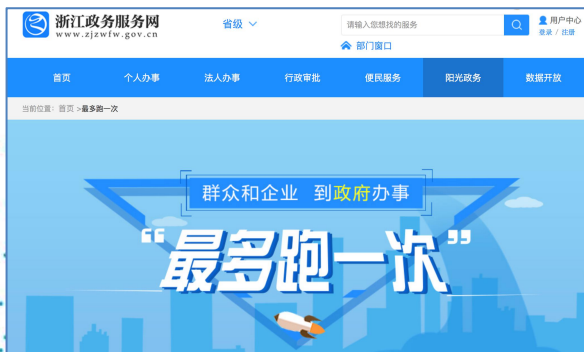 浙江政务服务网
www.zjzwfw.gov.cn
省级
请输入您想找的服务
用户中心
登录 / 注册
部门窗口
首页 个人办事 法人办事 行政审批 便民服务 阳光政务 数据开放
当前位置：首页 >最多跑一次
群众和企业 到政府办事
“最多跑一次”